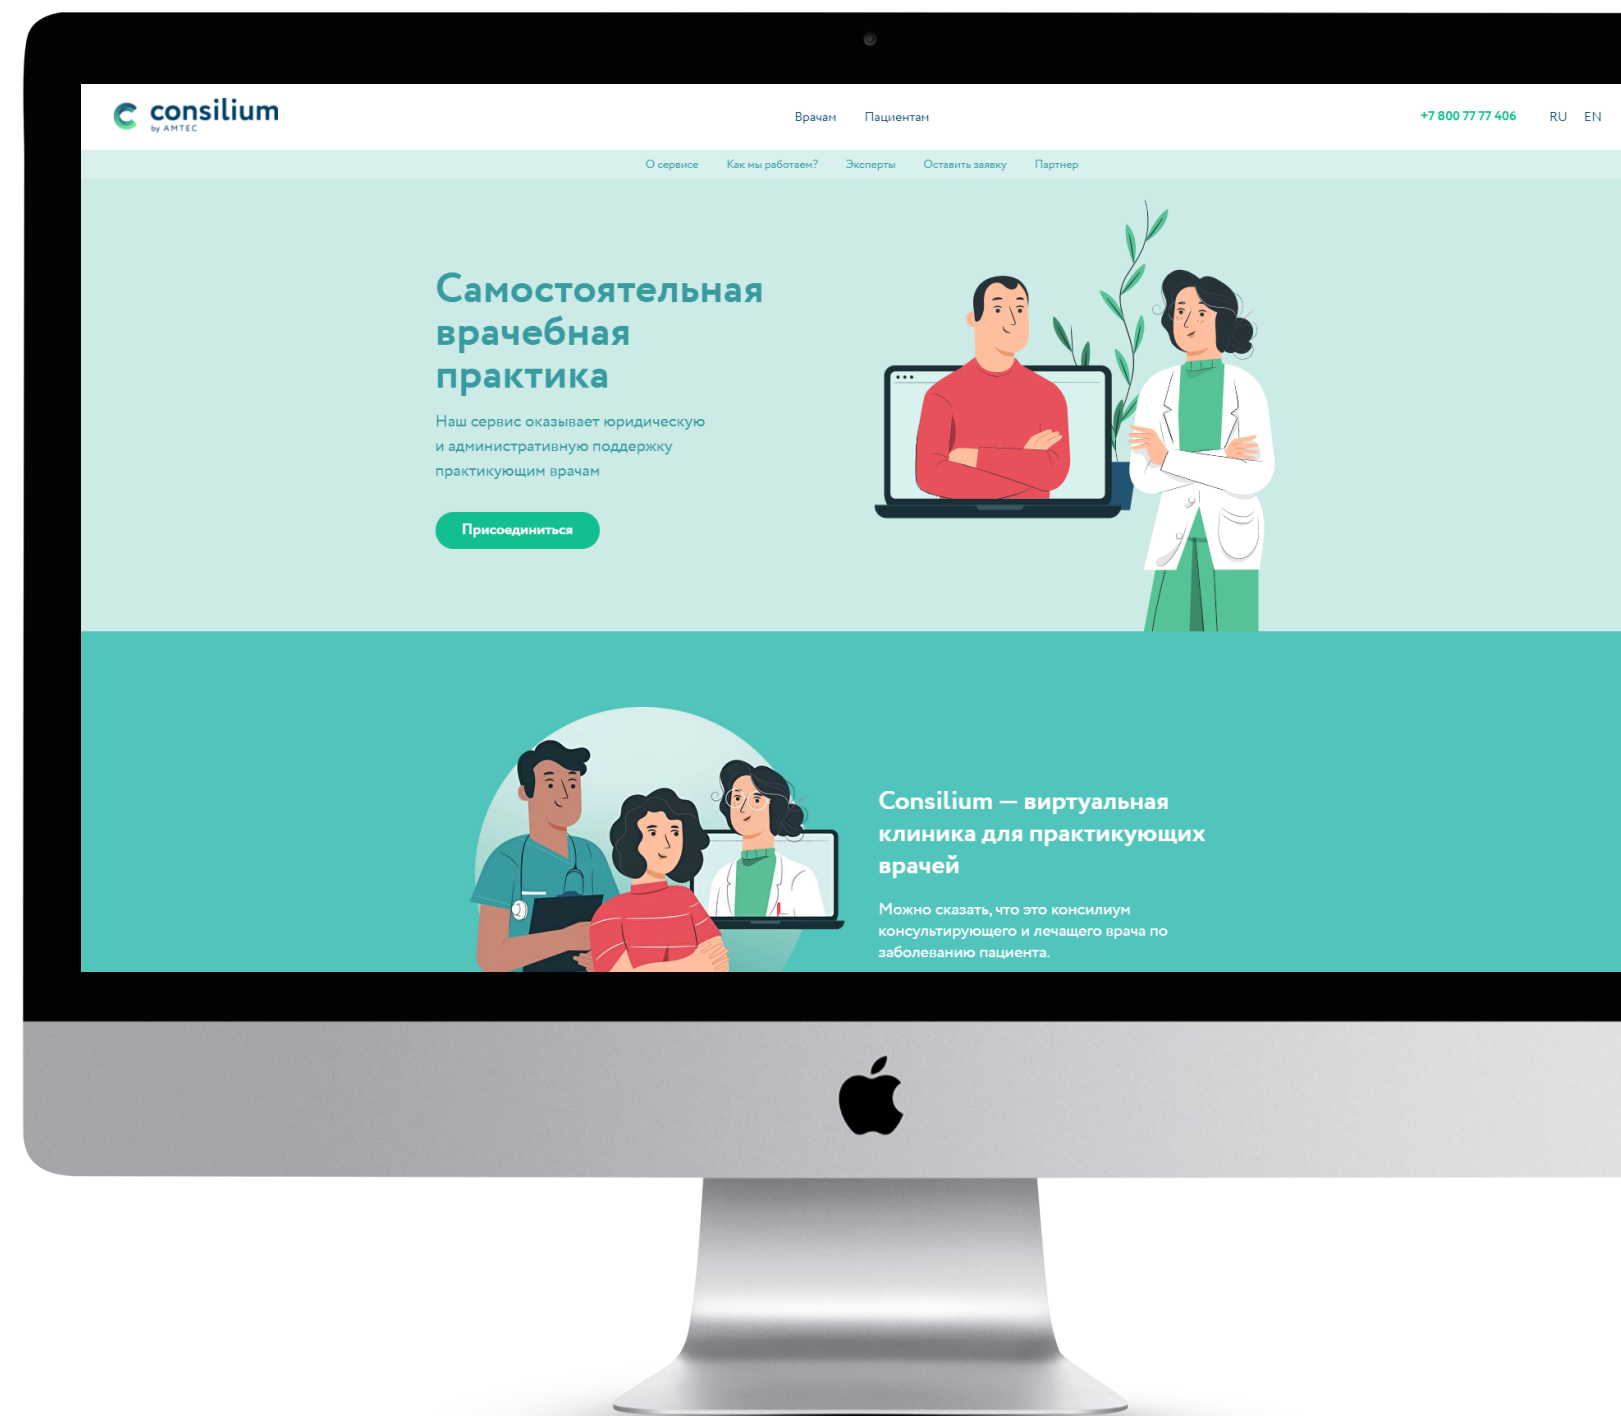 consilium
by AMTEC
Врачам Пациентам
+7 800 77 77 406 RU EN
О сервисе Как мы работаем? Эксперты Оставить заявку Партнер
Самостоятельная
врачебная
практика
Наш сервис оказывает юридическую
и административную поддержку
практикующим врачам
Присоединиться
Consilium — виртуальная
клиника для практикующих
врачей
Можно сказать, что это консилиум
консультирующего и лечащего врача по
заболеванию пациента.